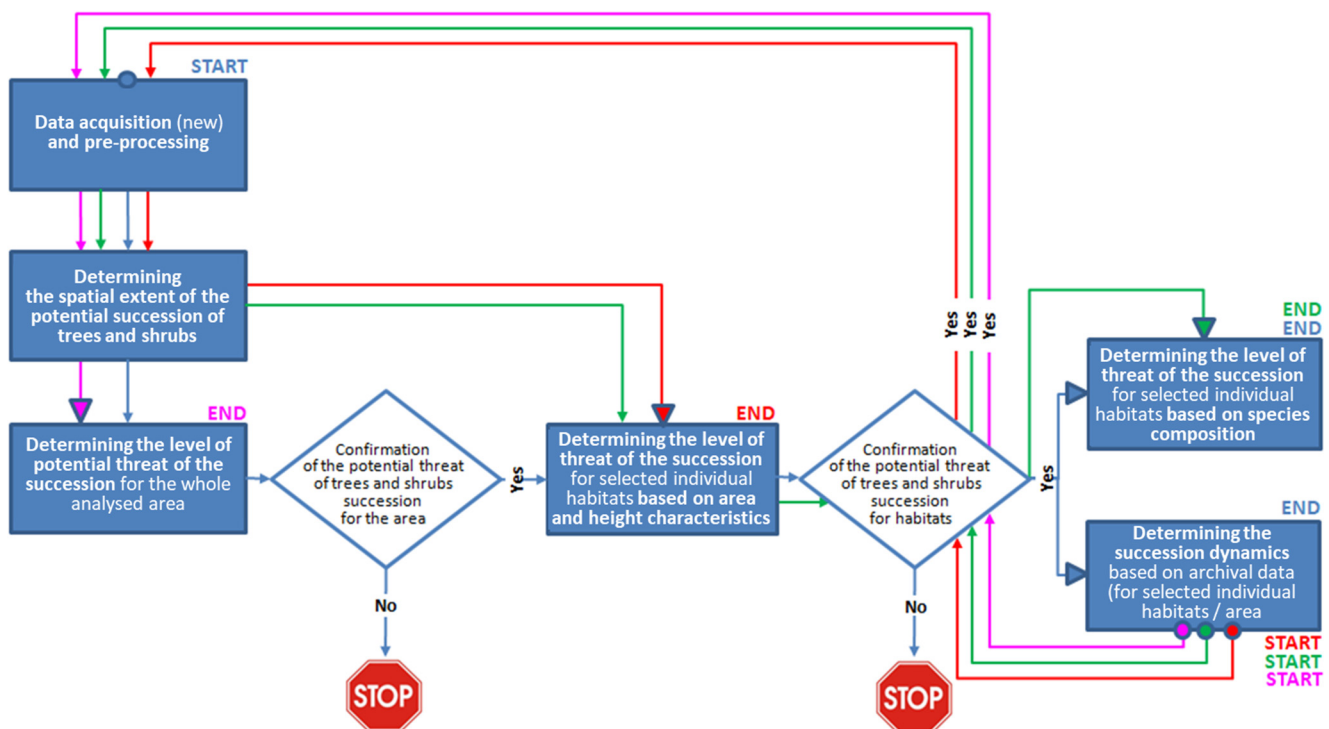 START
Data acquisition (new)
and pre-processing
Determining
the spatial extent of the
potential succession of
trees and shrubs
END
Determining the level of
potential threat of the
succession for the whole
analysed area
Confirmation
of the potential threat
of trees and shrubs
succession
for the area
Yes
No
STOP
END
Determining the level of
threat of the succession
for selected individual
habitats based on area
and height characteristics
Confirmation
of the potential threat
of trees and shrubs
succession
for habitats
Yes
Yes
Yes
Yes
No
STOP
END
END
Determining the level of
threat of the succession
for selected individual
habitats based on species
composition
END
Determining the
succession dynamics
based on archival data
(for selected individual
habitats / area
START
START
START